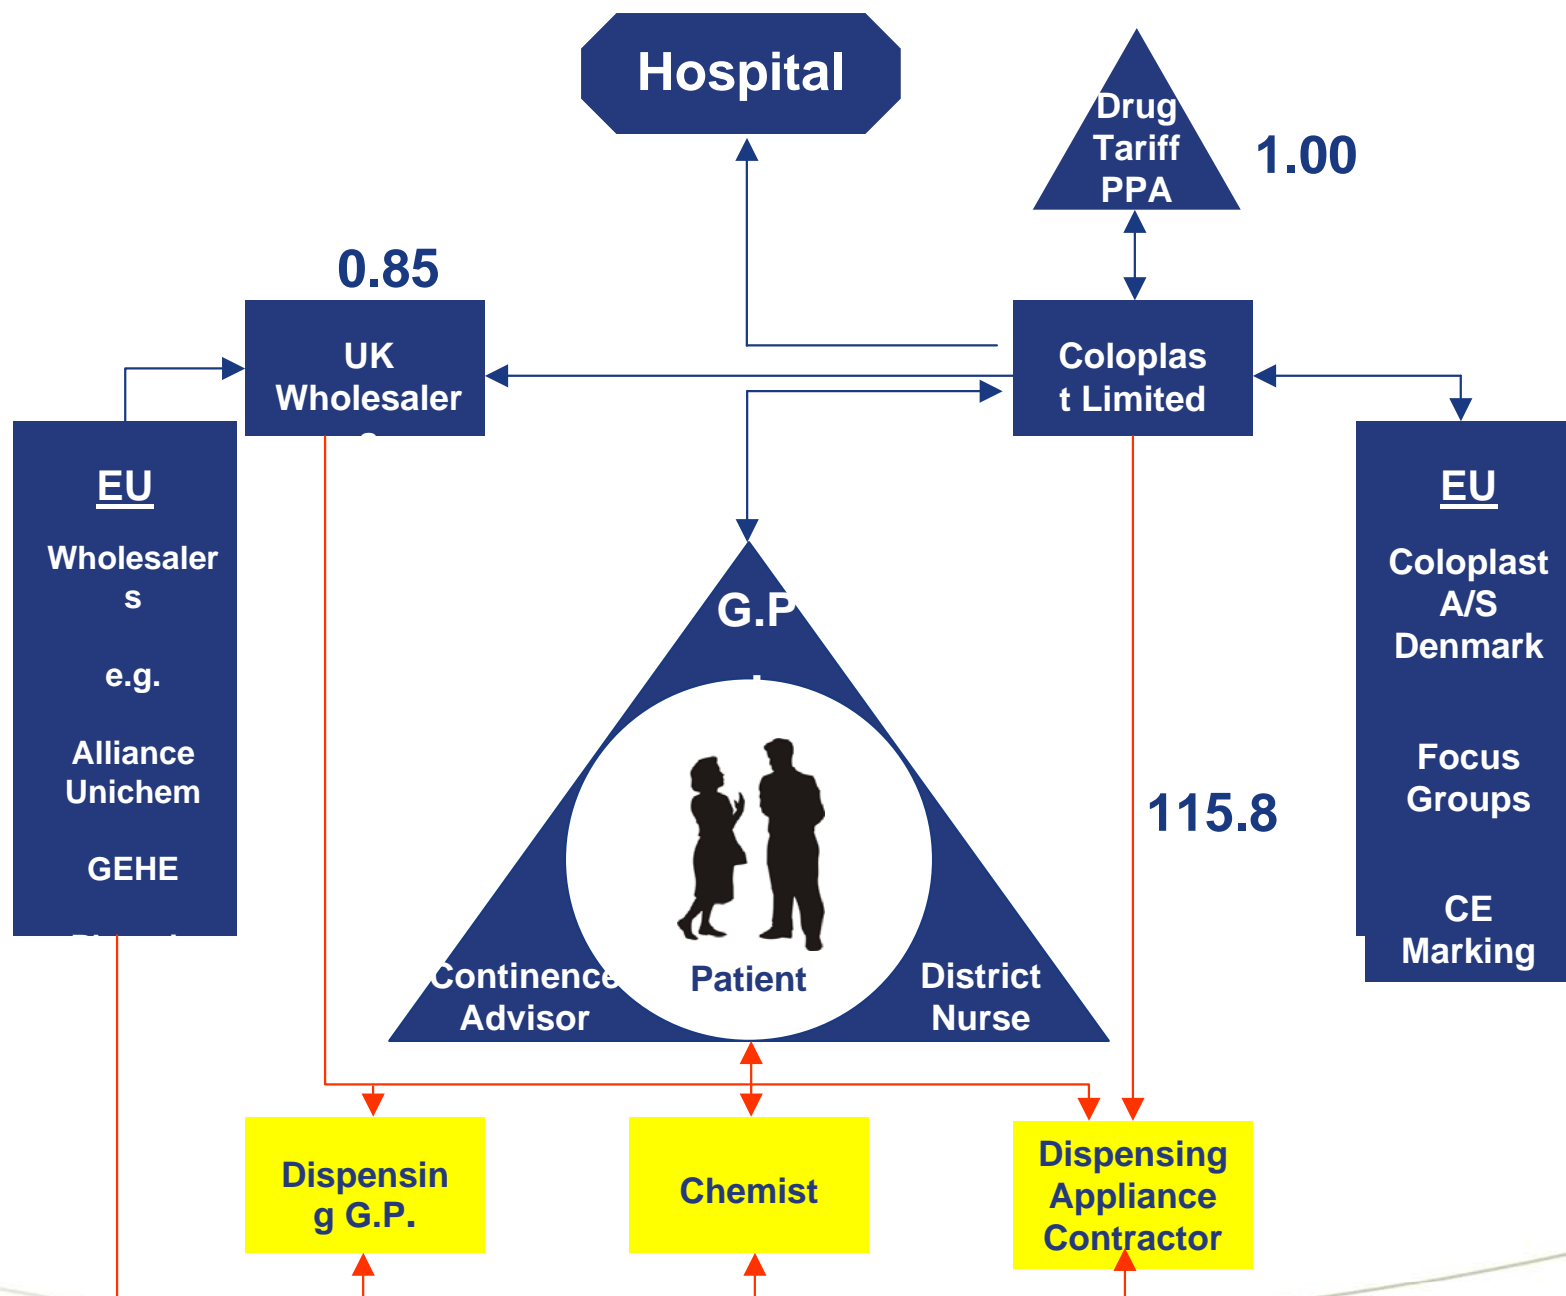 Hospital
Drug
Tariff
PPA
1.00
0.85
UK
Wholesaler
Coloplas
t Limited
EU
Wholesaler
s
e.g.
Alliance
Unichem
GEHE
EU
Coloplast
A/S
Denmark
Focus
Groups
CE
Marking
G.P
115.8
Continence
Advisor
Patient
District
Nurse
Dispensin
g G.P.
Chemist
Dispensing
Appliance
Contractor